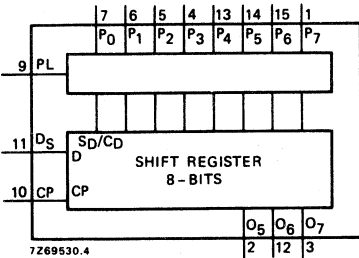 7 6 5 4 13 14 15 1
P0 P1 P2 P3 P4 P5 P6 P7
9 PL
11 DS
SD/CD
D
SHIFT REGISTER
8-BITS
10 CP
CP
O5 O6 O7
2 12 3
7Z69530.4